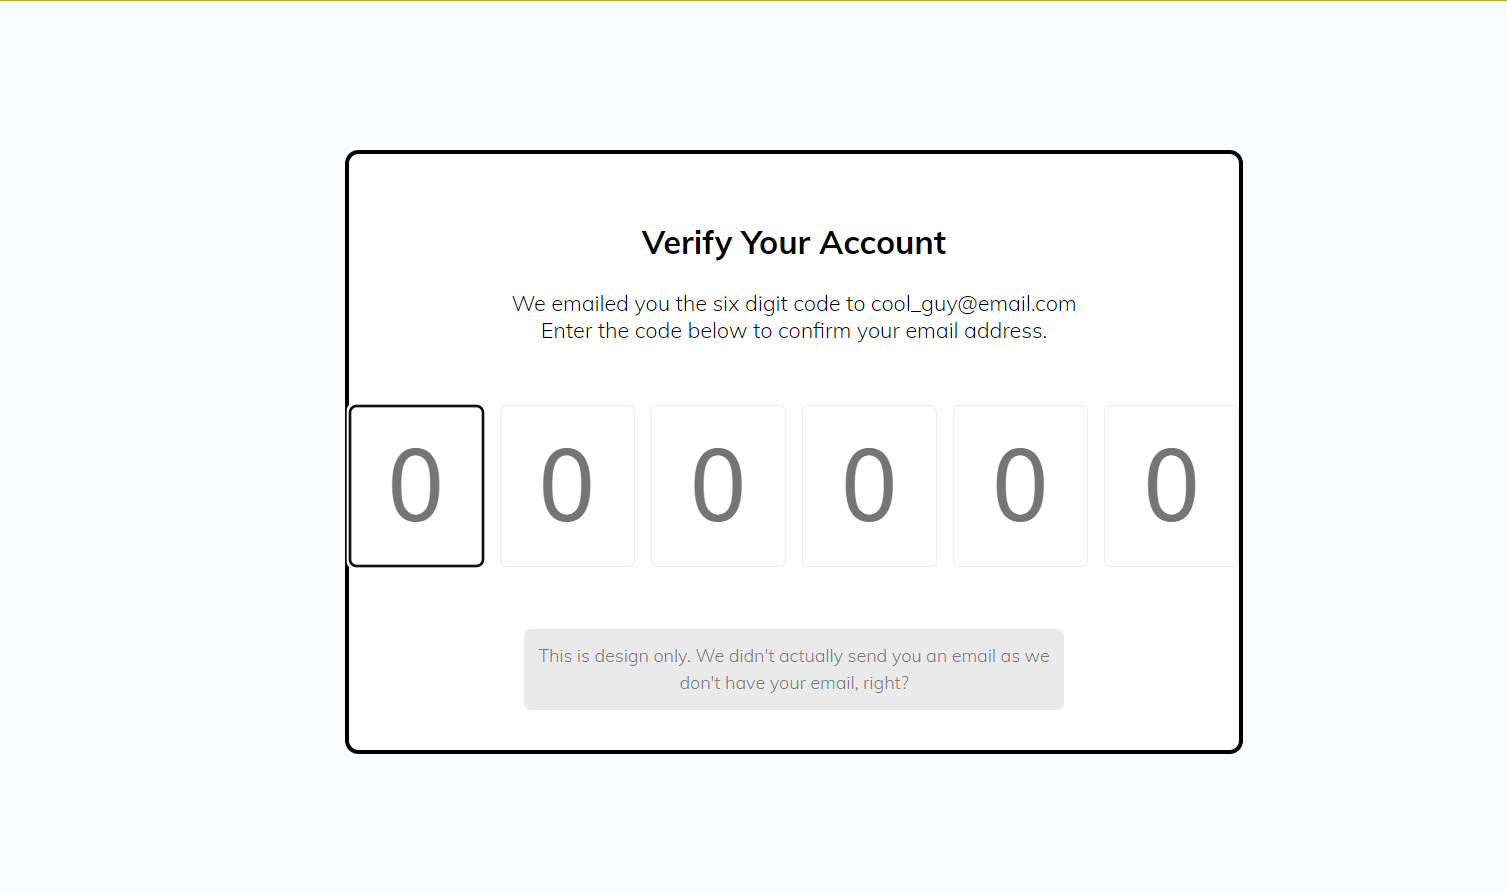 Verify Your Account
We emailed you the six digit code to cool_guy@email.com
Enter the code below to confirm your email address.
0 0 0 0 0 0
This is design only. We didn't actually send you an email as we
don't have your email, right?